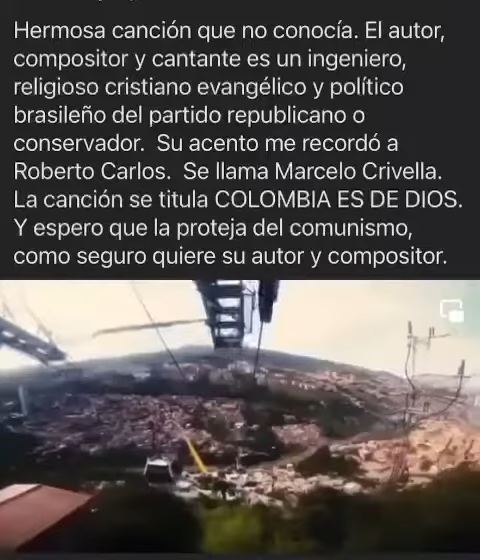 Hermosa canción que no conocía. El autor,
compositor y cantante es un ingeniero,
religioso cristiano evangélico y político
brasileño del partido republicano o
conservador.  Su acento me recordó a
Roberto Carlos.  Se llama Marcelo Crivella.
La canción se titula COLOMBIA ES DE DIOS.
Y espero que la proteja del comunismo,
como seguro quiere su autor y compositor.